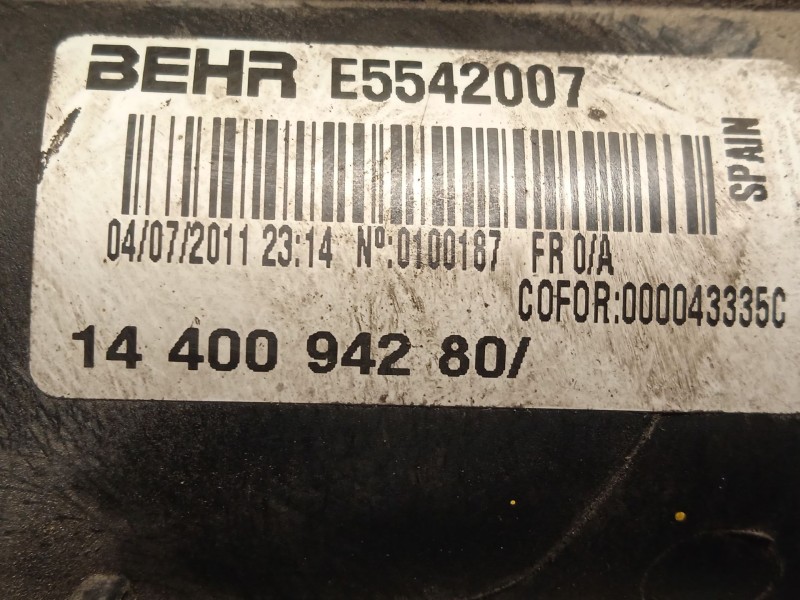 BEHR E5542007
SPAIN
04/07/2011 23:14 Nº:0100187 FR 0/A
COFOR:000043335C
14 400 942 80/